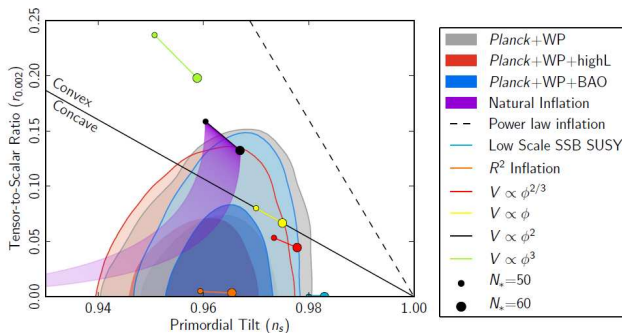 0.25
0.20
0.15
0.10
0.05
0.00
Tensor-to-Scalar Ratio (r0.002)
Convex
Concave
0.94
0.96
0.98
1.00
Primordial Tilt (ns)
Planck+WP
Planck+WP+highL
Planck+WP+BAO
Natural Inflation
Power law inflation
Low Scale SSB SUSY
R² Inflation
V ∝ ϕ^2/3
V ∝ ϕ
V ∝ ϕ²
V ∝ ϕ³
N*=50
N*=60